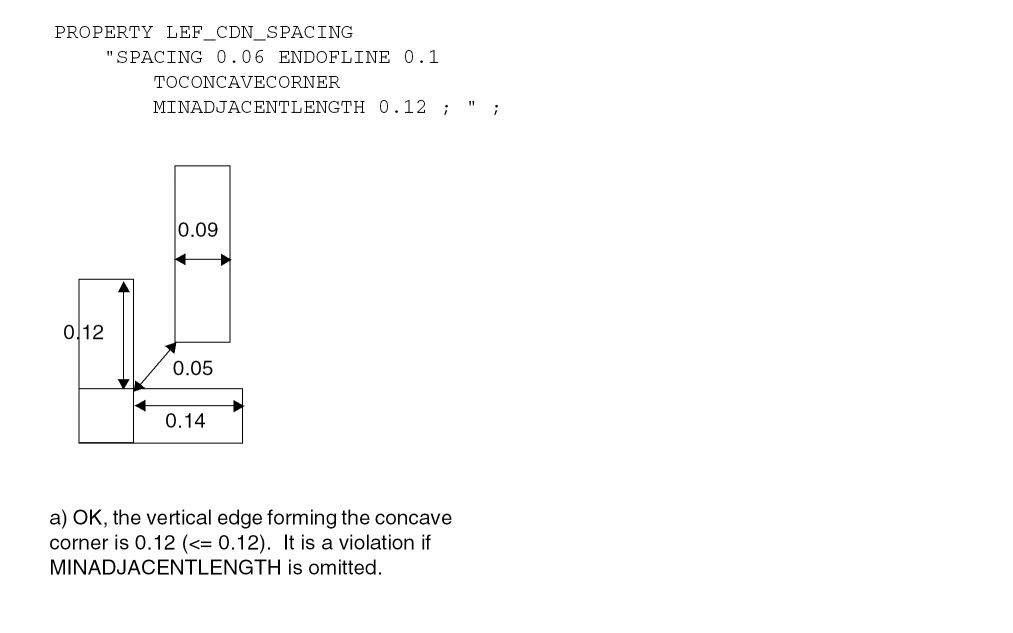 PROPERTY LEF_CDN_SPACING
"SPACING 0.06 ENDOFLINE 0.1
TOCONCAVECORNER
MINADJACENTLENGTH 0.12 ; " ;
0.09
0.12
0.05
0.14
a) OK, the vertical edge forming the concave
corner is 0.12 (<= 0.12).  It is a violation if
MINADJACENTLENGTH is omitted.